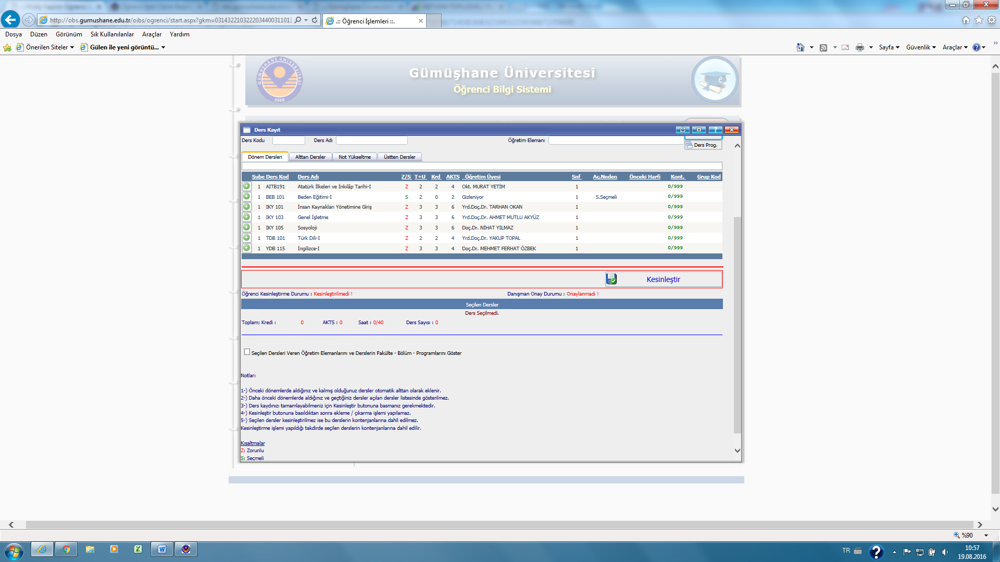 http://obs.gumushane.edu.tr/oibs/ogrenci/start.aspx?gkm=0314322103222034400311013
.:: Öğrenci İşlemleri ::.
Dosya Düzen Görünüm Sık Kullanılanlar Araçlar Yardım
Önerilen Siteler Gülen ile yeni görüntü... Sayfa Güvenlik Araçlar
GÜMÜŞHANE ÜNİVERSİTESİ
2008
Gümüşhane Üniversitesi
Öğrenci Bilgi Sistemi
Ders Kayıt
Ders Kodu Ders Adı Öğretim Elemanı
Ders Prog.
Dönem Dersleri Alttan Dersler Not Yükseltme Üstten Dersler
Şube Ders Kod Ders Adı Z/S T+U Krd AKTS Öğretim Üyesi Snf Aç.Neden Önceki Harfi Kont. Grup Kod
1 AITB191 Atatürk İlkeleri ve İnkılâp Tarihi-I Z 2 2 4 Okt. MURAT YETİM 1 0/999
1 BEB 101 Beden Eğitimi-I S 2 0 2 Gizleniyor 1 S.Seçmeli 0/999
1 IKY 101 İnsan Kaynakları Yönetimine Giriş Z 3 3 6 Yrd.Doç.Dr. TARHAN OKAN 1 0/999
1 IKY 103 Genel İşletme Z 3 3 6 Yrd.Doç.Dr. AHMET MUTLU AKYÜZ 1 0/999
1 IKY 105 Sosyoloji Z 3 3 6 Doç.Dr. NİHAT YILMAZ 1 0/999
1 TDB 101 Türk Dili-I Z 2 2 4 Yrd.Doç.Dr. YAKUP TOPAL 1 0/999
1 YDB 115 İngilizce-I Z 3 3 4 Doç.Dr. MEHMET FERHAT ÖZBEK 1 0/999
Kesinleştir
Öğrenci Kesinleştirme Durumu : Kesinleştirilmedi ! Danışman Onay Durumu : Onaylanmadı !
Seçilen Dersler
Ders Seçilmedi.
Toplam; Kredi : 0 AKTS : 0 Saat : 0/40 Ders Sayısı : 0
Seçilen Dersleri Veren Öğretim Elemanlarını ve Derslerin Fakülte - Bölüm - Programlarını Göster
Notlar:
1-) Önceki dönemlerde aldığınız ve kalmış olduğunuz dersler otomatik alttan olarak eklenir.
2-) Daha önceki dönemlerde aldığınız ve geçtiğiniz dersler açılan dersler listesinde gösterilmez.
3-) Ders kaydınızı tamamlayabilmeniz için Kesinleştir butonuna basmanız gerekmektedir.
4-) Kesinleştir butonuna basıldıktan sonra ekleme / çıkarma işlemi yapılamaz.
5-) Seçilen dersler kesinleştirilmez ise bu derslerin kontenjanlarına dahil edilmez.
Kesinleştirme işlemi yapıldığı takdirde seçilen derslerin kontenjanlarına dahil edilir.
Kısaltmalar
Z: Zorunlu
S: Seçmeli
%90
TR 10:57
19.08.2016